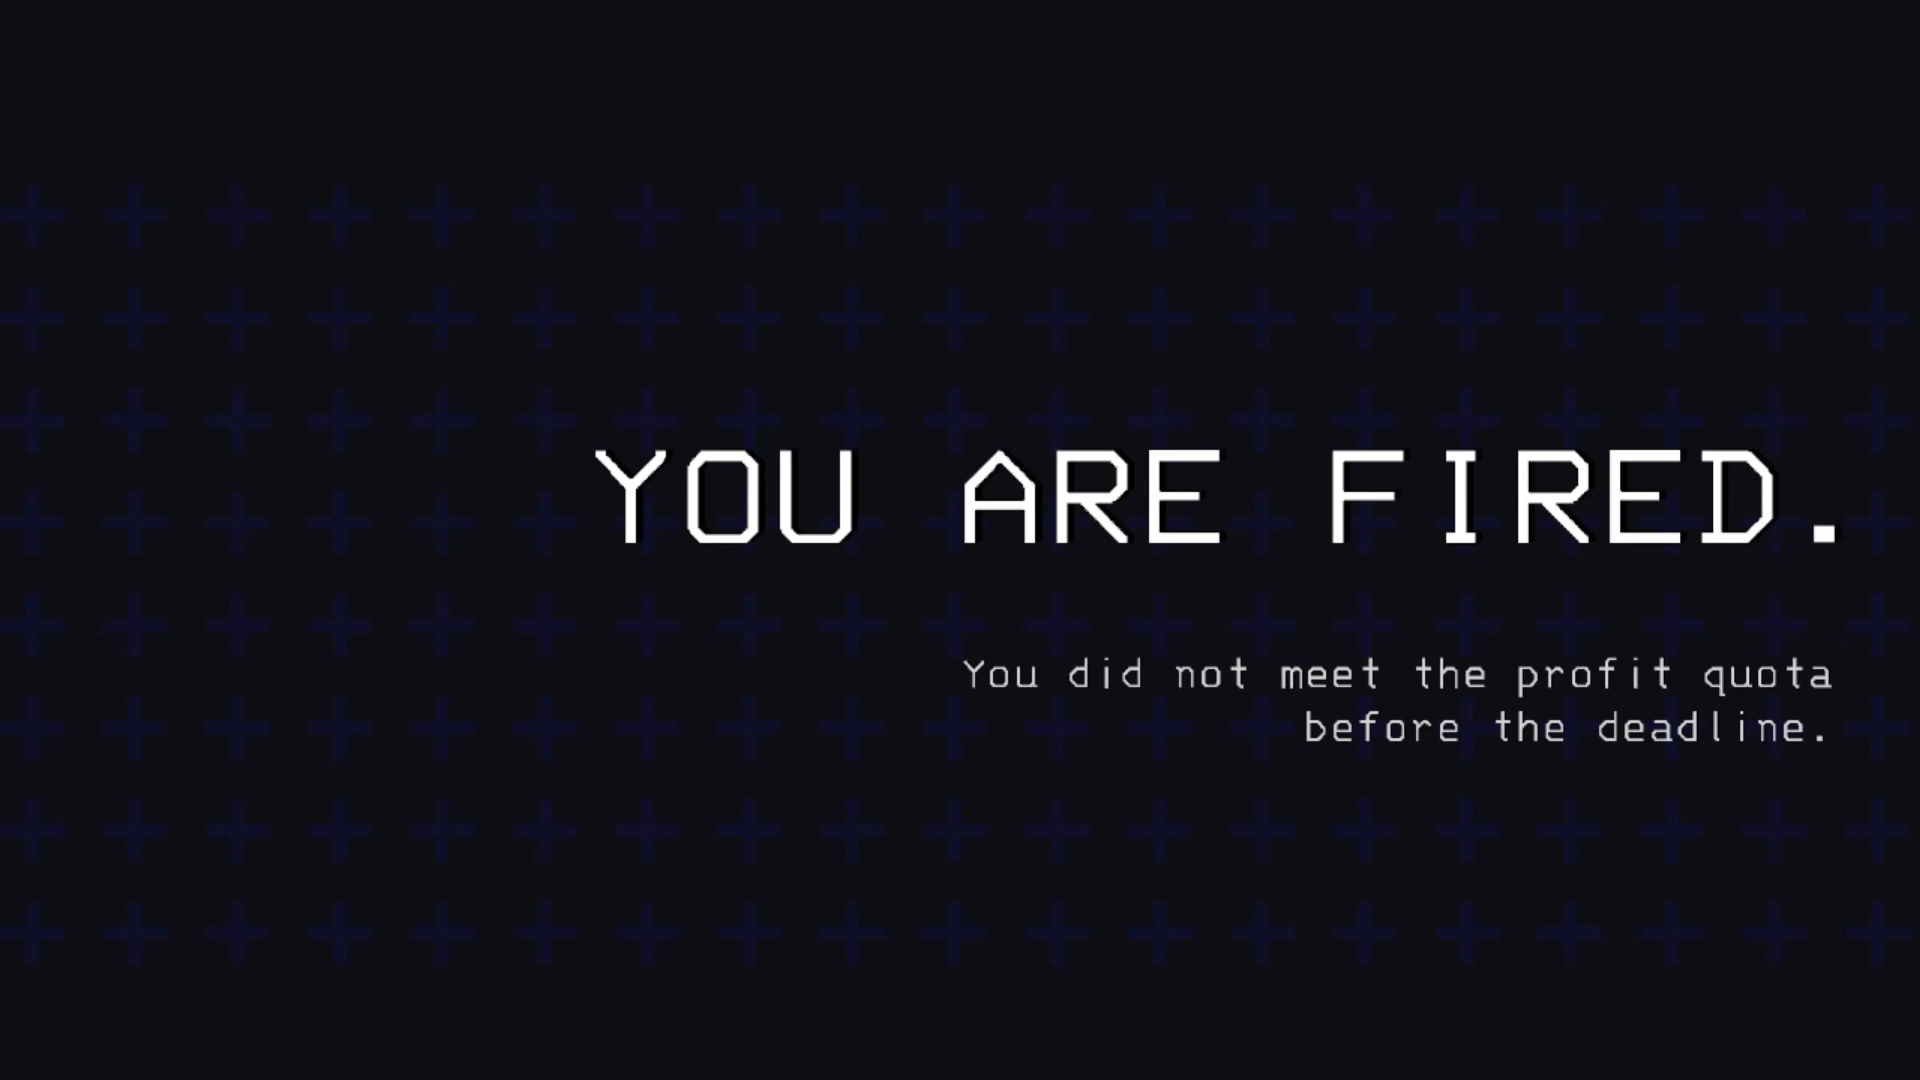 YOU ARE FIRED.
You did not meet the profit quota
before the deadline.